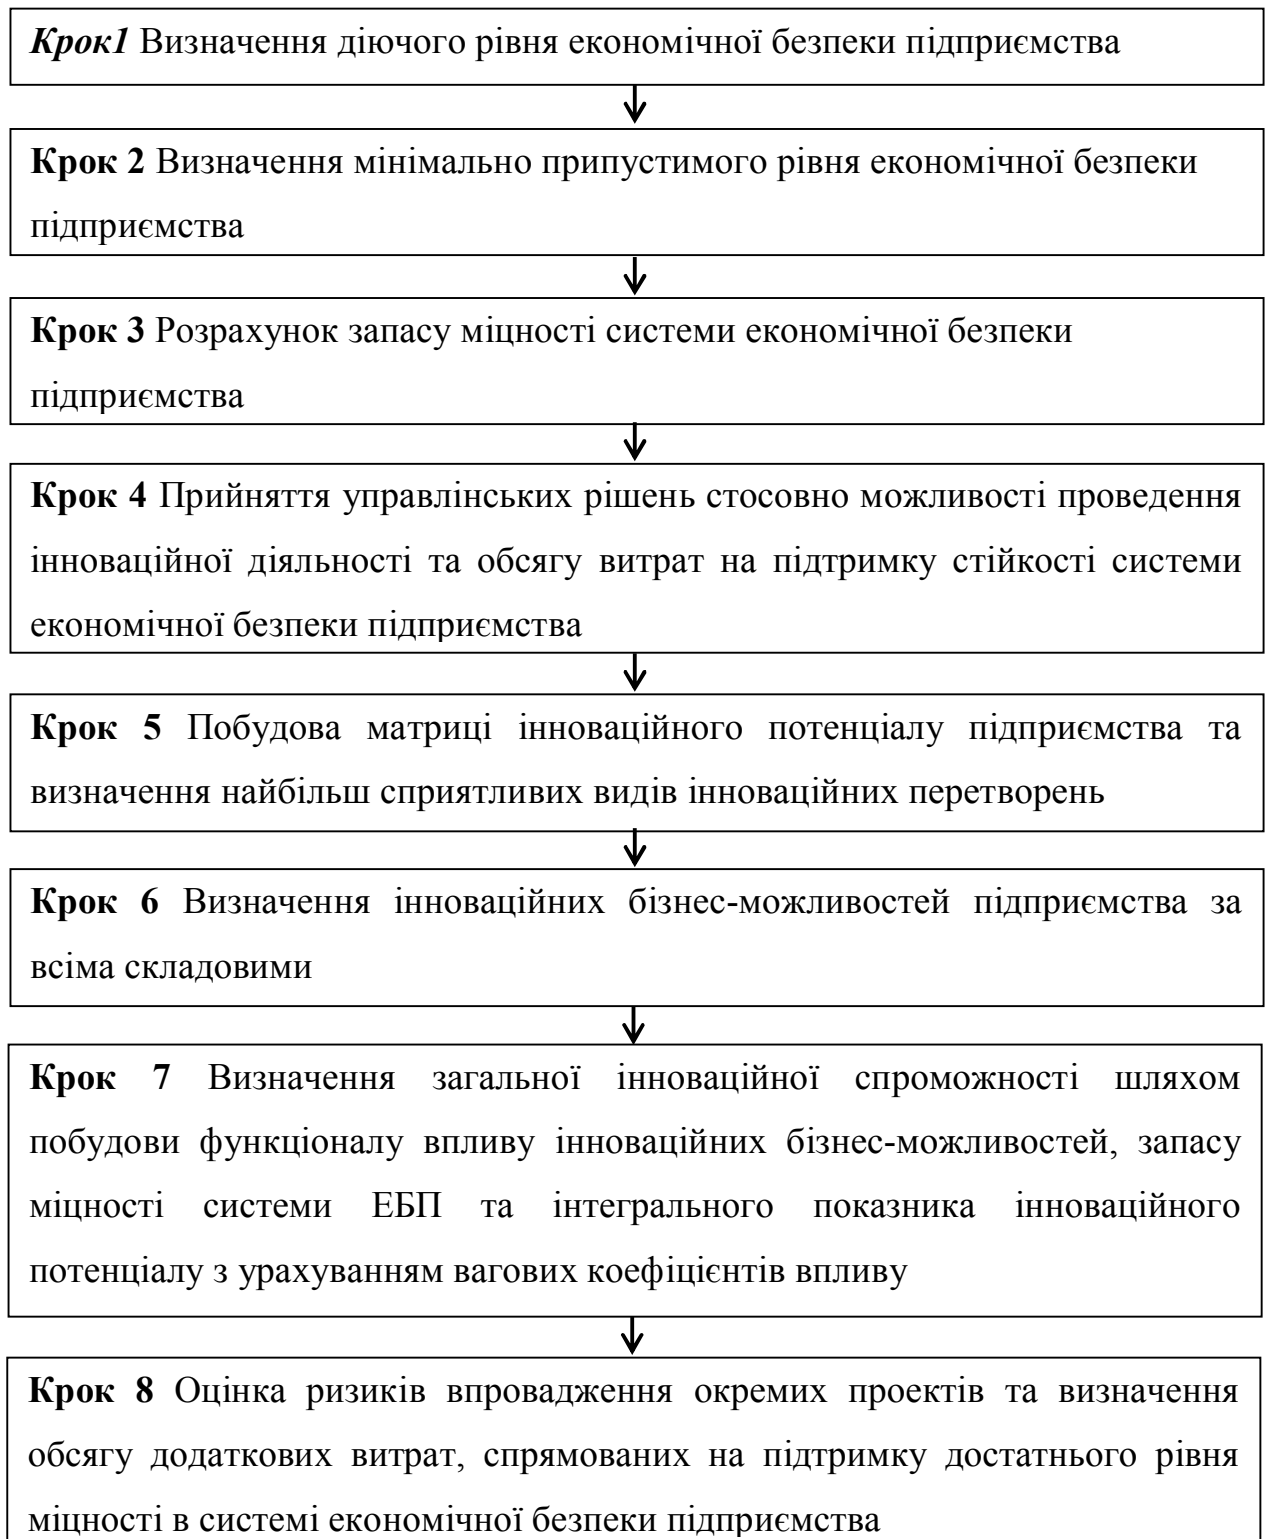 Крок1 Визначення діючого рівня економічної безпеки підприємства
Крок 2 Визначення мінімально припустимого рівня економічної безпеки
підприємства
Крок 3 Розрахунок запасу міцності системи економічної безпеки
підприємства
Крок 4 Прийняття управлінських рішень стосовно можливості проведення
інноваційної діяльності та обсягу витрат на підтримку стійкості системи
економічної безпеки підприємства
Крок 5 Побудова матриці інноваційного потенціалу підприємства та
визначення найбільш сприятливих видів інноваційних перетворень
Крок 6 Визначення інноваційних бізнес-можливостей підприємства за
всіма складовими
Крок 7 Визначення загальної інноваційної спроможності шляхом
побудови функціоналу впливу інноваційних бізнес-можливостей, запасу
міцності системи ЕБП та інтегрального показника інноваційного
потенціалу з урахуванням вагових коефіцієнтів впливу
Крок 8 Оцінка ризиків впровадження окремих проектів та визначення
обсягу додаткових витрат, спрямованих на підтримку достатнього рівня
міцності в системі економічної безпеки підприємства